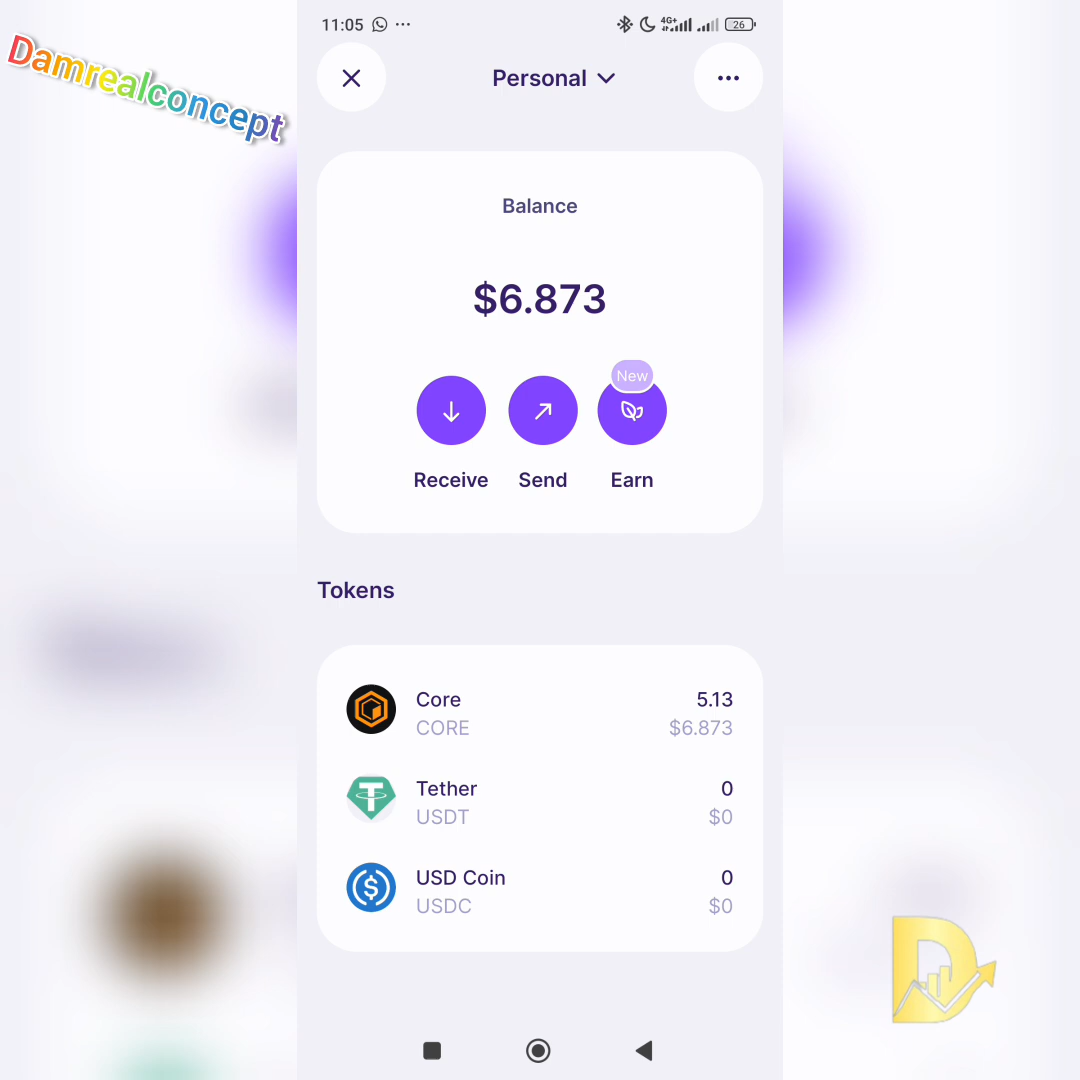 Damrealconcept
11:05
4G+
26
Personal
Balance
$6.873
New
Receive Send Earn
Tokens
Core 5.13
CORE $6.873
Tether 0
USDT $0
USD Coin 0
USDC $0